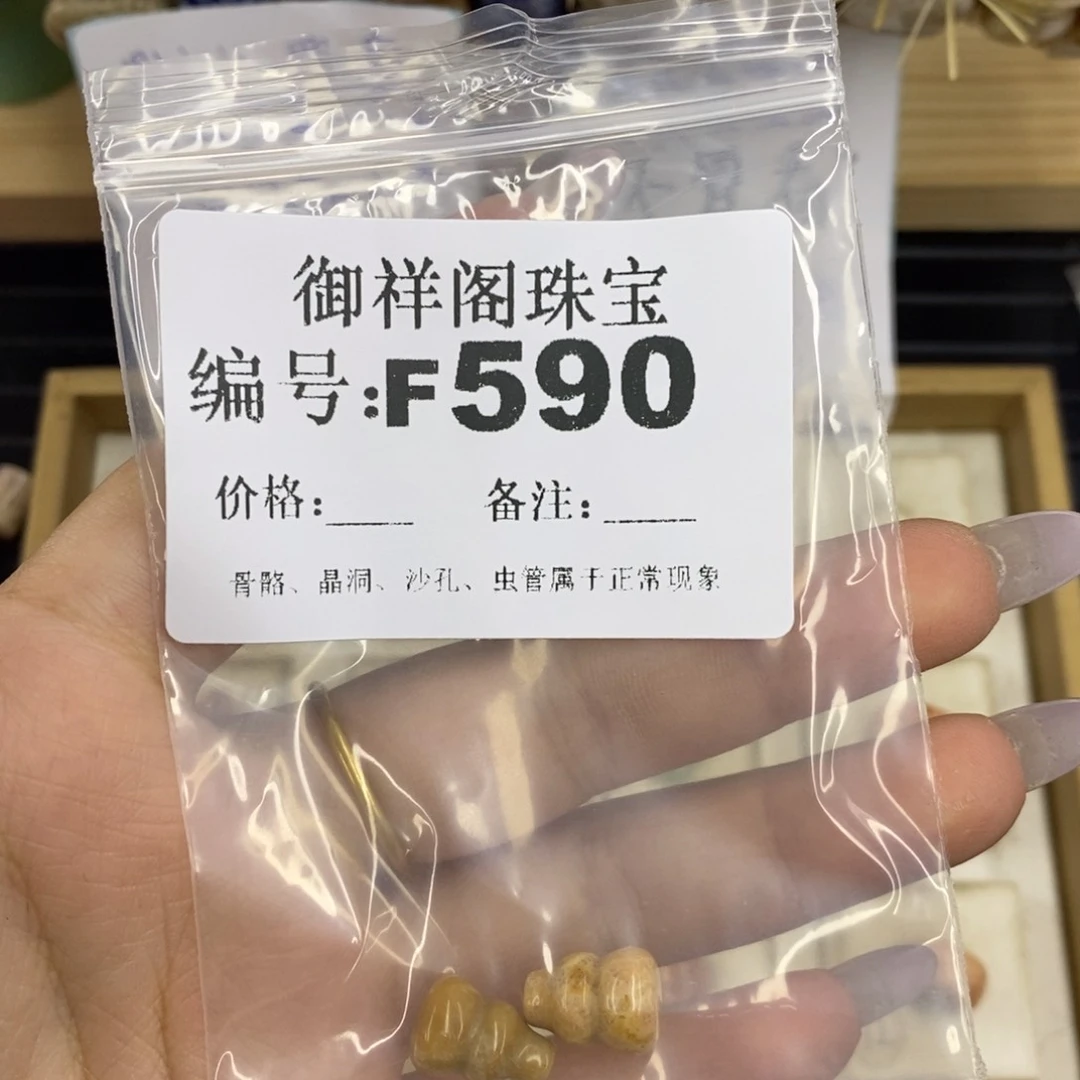 御祥阁珠宝
编号:F590
价格:____ 备注:____
骨骼、晶洞、沙孔、虫管属于正常现象